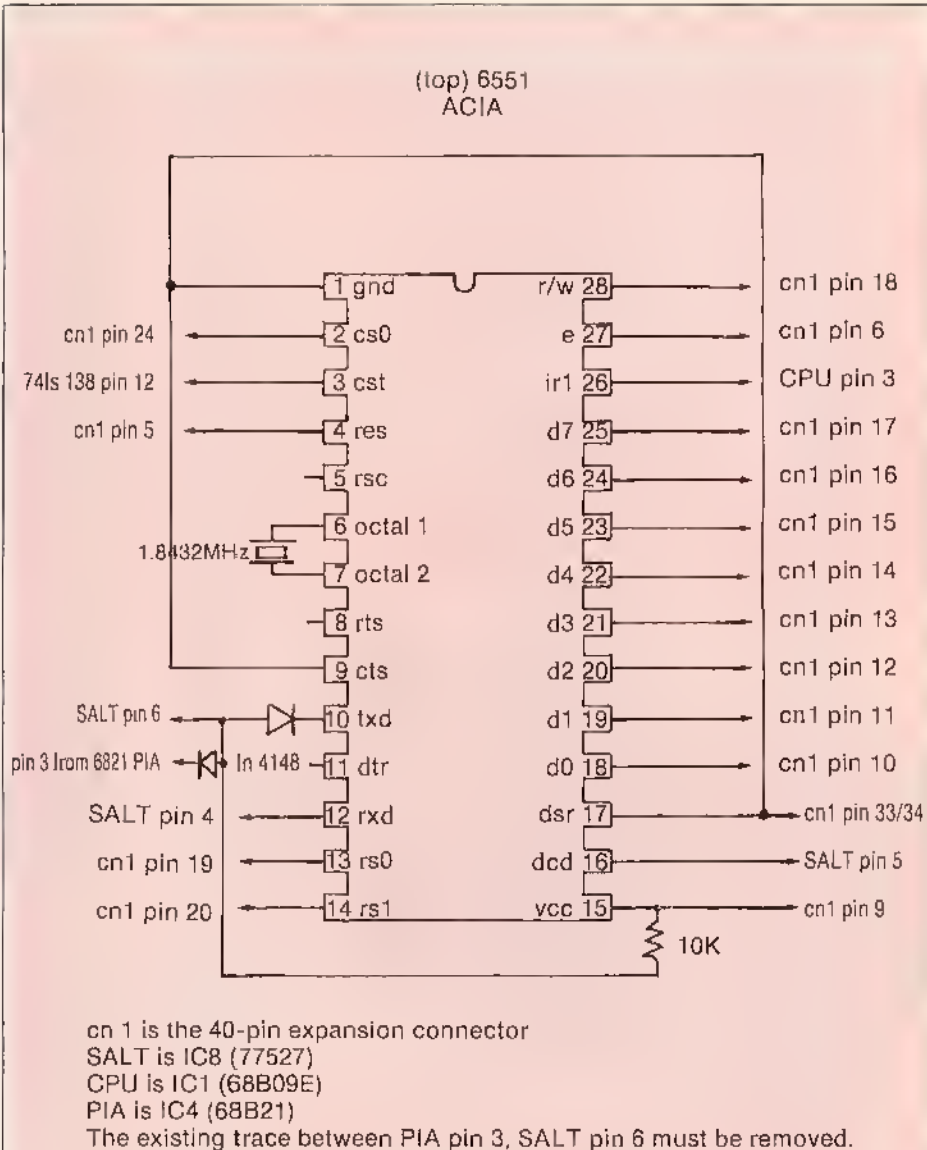 (top) 6551
ACIA
1 gnd
r/w 28
cn1 pin 18
cn1 pin 24
2 cs0
e 27
cn1 pin 6
74ls 138 pin 12
3 cst
ir1 26
CPU pin 3
cn1 pin 5
4 res
d7 25
cn1 pin 17
5 rsc
d6 24
cn1 pin 16
6 octal 1
d5 23
cn1 pin 15
1.8432MHz
7 octal 2
d4 22
cn1 pin 14
8 rts
d3 21
cn1 pin 13
9 cts
d2 20
cn1 pin 12
SALT pin 6
10 txd
d1 19
cn1 pin 11
pin 3 from 6821 PIA
In 4148
11 dtr
d0 18
cn1 pin 10
SALT pin 4
12 rxd
dsr 17
cn1 pin 33/34
cn1 pin 19
13 rs0
dcd 16
SALT pin 5
cn1 pin 20
14 rs1
vcc 15
cn1 pin 9
10K
cn 1 is the 40-pin expansion connector
SALT is IC8 (77527)
CPU is IC1 (68B09E)
PIA is IC4 (68B21)
The existing trace between PIA pin 3, SALT pin 6 must be removed.